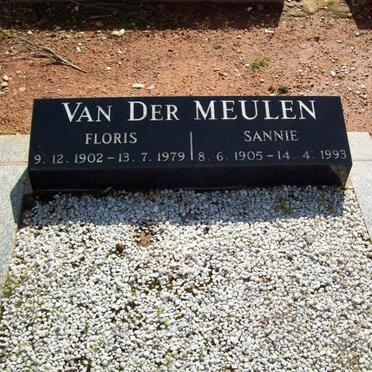 VAN DER MEULEN
FLORIS SANNIE
9. 12. 1902 - 13. 7. 1979 8. 6. 1905 - 14. 4. 1993